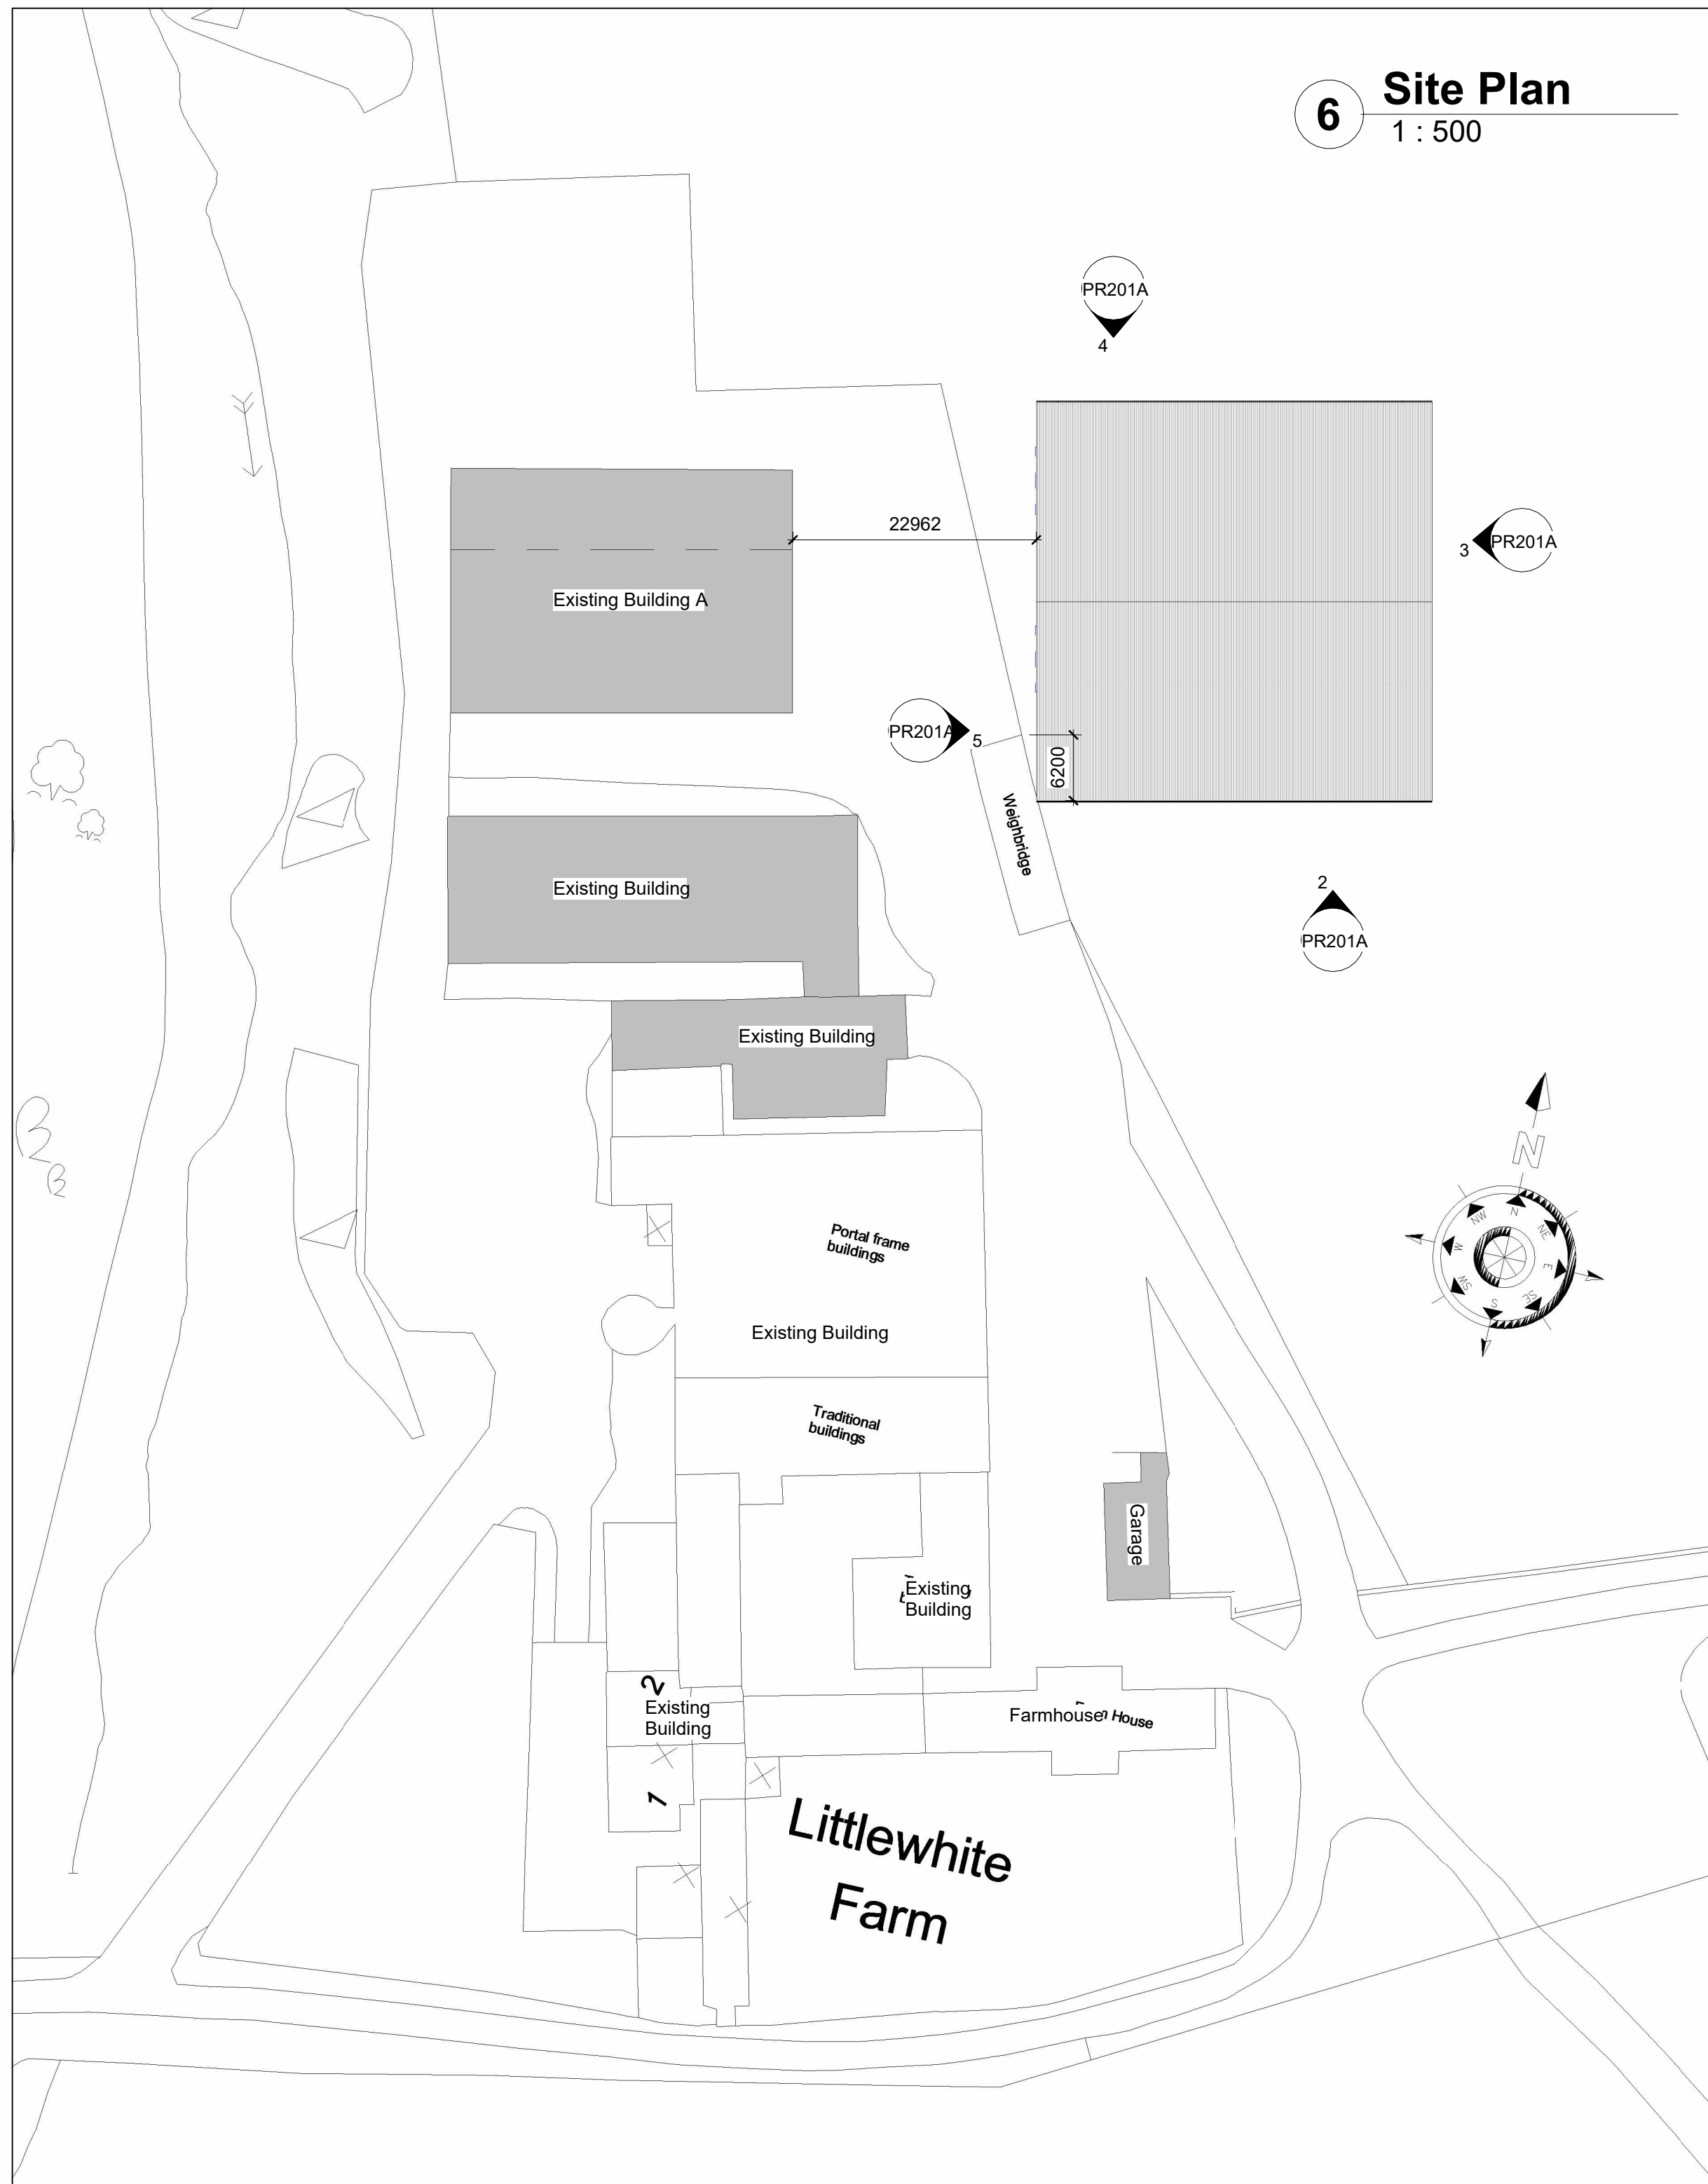 6
Site Plan
1 : 500
PR201A
4
22962
PR201A
3
Existing Building A
PR201A
5
6200
Weighbridge
Existing Building
2
PR201A
Existing Building
N
N
NE
E
SE
S
SW
W
NW
Portal frame
buildings
Existing Building
Traditional
buildings
Garage
Existing
Building
2
Existing
Building
Farmhouse
House
1
Littlewhite
Farm